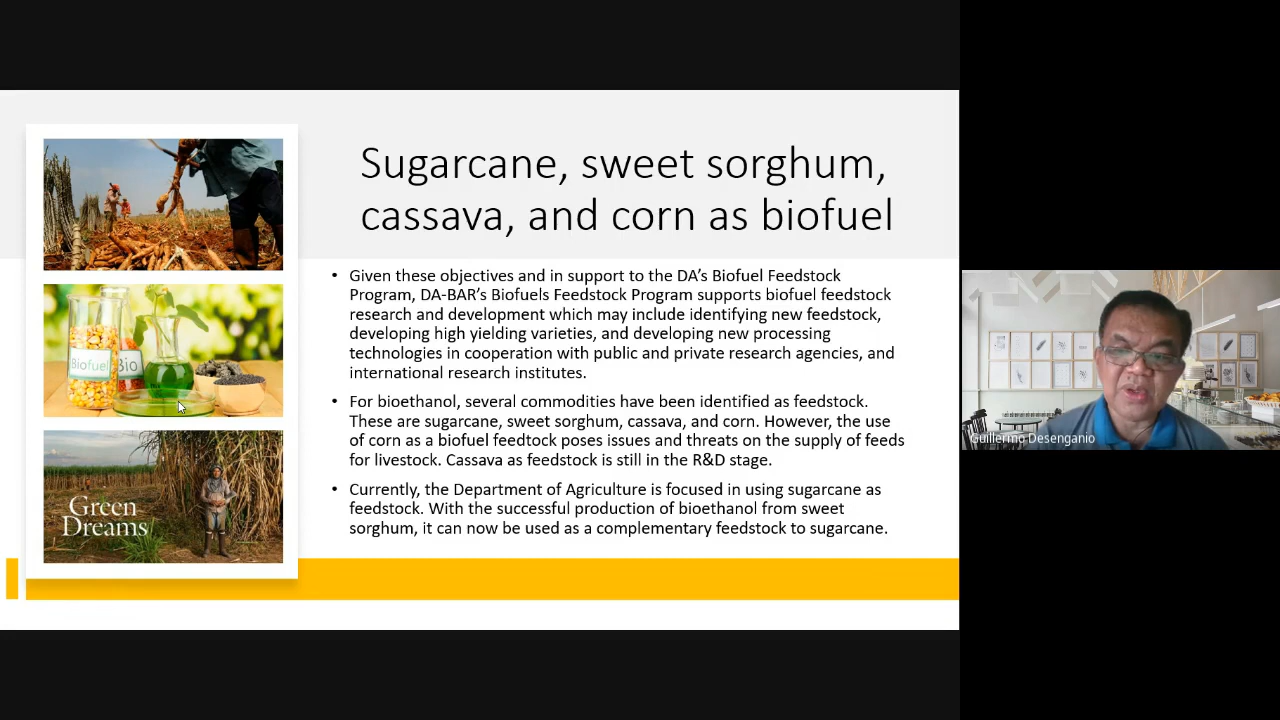 Sugarcane, sweet sorghum,
cassava, and corn as biofuel
• Given these objectives and in support to the DA's Biofuel Feedstock
Program, DA-BAR's Biofuels Feedstock Program supports biofuel feedstock
research and development which may include identifying new feedstock,
developing high yielding varieties, and developing new processing
technologies in cooperation with public and private research agencies, and
international research institutes.
• For bioethanol, several commodities have been identified as feedstock.
These are sugarcane, sweet sorghum, cassava, and corn. However, the use
of corn as a biofuel feedtock poses issues and threats on the supply of feeds
for livestock. Cassava as feedstock is still in the R&D stage.
• Currently, the Department of Agriculture is focused in using sugarcane as
feedstock. With the successful production of bioethanol from sweet
sorghum, it can now be used as a complementary feedstock to sugarcane.
Biofuel
Bio
Green
Dreams
Guillermo Desenganio